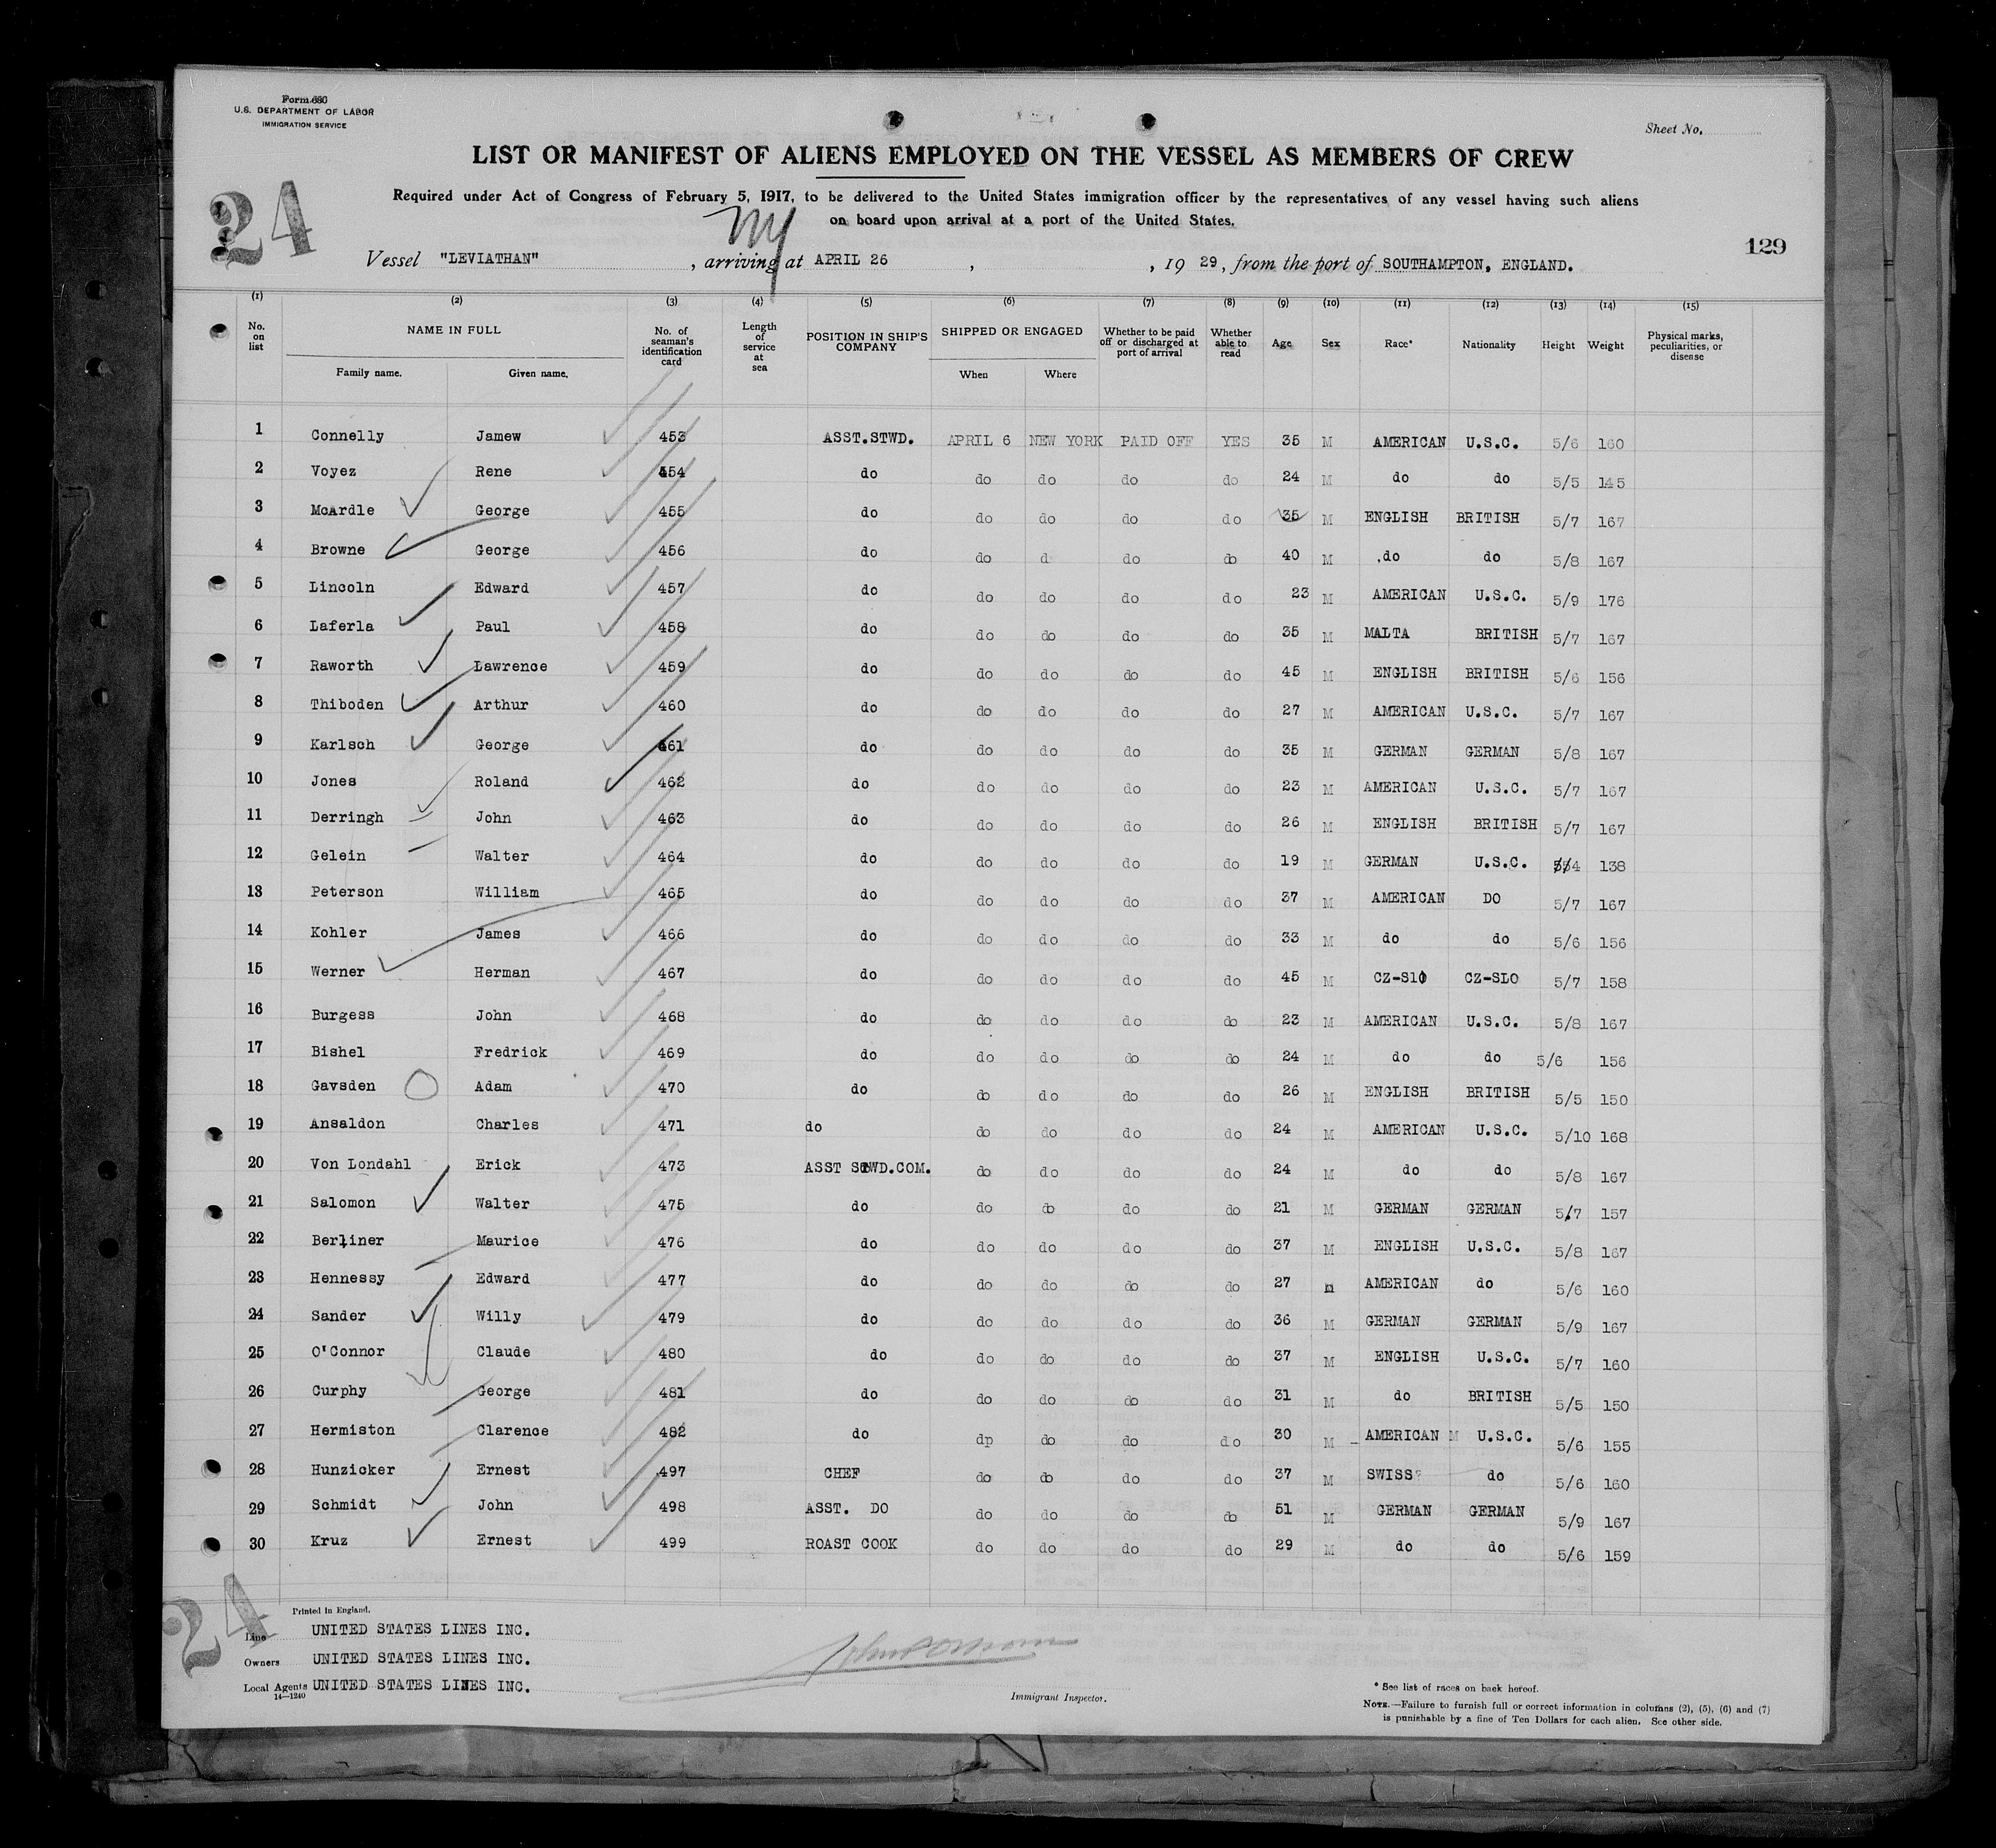 Form 680
U.S. DEPARTMENT OF LABOR
IMMIGRATION SERVICE
Sheet No.
LIST OR MANIFEST OF ALIENS EMPLOYED ON THE VESSEL AS MEMBERS OF CREW
Required under Act of Congress of February 5, 1917, to be delivered to the United States immigration officer by the representatives of any vessel having such aliens
on board upon arrival at a port of the United States.
24
NY
129
Vessel "LEVIATHAN", arriving at APRIL 26, , 19 29, from the port of SOUTHAMPTON, ENGLAND.
(1) (2) (3) (4) (5) (6) (7) (8) (9) (10) (11) (12) (13) (14) (15)
No. on list NAME IN FULL Family name. Given name. No. of seaman's identification card Length of service at sea POSITION IN SHIP'S COMPANY SHIPPED OR ENGAGED When Where Whether to be paid off or discharged at port of arrival Whether able to read Age Sex Race* Nationality Height Weight Physical marks, peculiarities, or disease
1 Connelly Jamew 453 ASST.STWD. APRIL 6 NEW YORK PAID OFF YES 35 M AMERICAN U.S.C. 5/6 160
2 Voyez Rene 454 do do do do do 24 M do do 5/5 145
3 McArdle George 455 do do do do do 35 M ENGLISH BRITISH 5/7 167
4 Browne George 456 do do d do do 40 M .do do 5/8 167
5 Lincoln Edward 457 do do do do do 23 M AMERICAN U.S.C. 5/9 176
6 Laferla Paul 458 do do do do do 35 M MALTA BRITISH 5/7 167
7 Raworth Lawrence 459 do do do do do 45 M ENGLISH BRITISH 5/6 156
8 Thiboden Arthur 460 do do do do do 27 M AMERICAN U.S.C. 5/7 167
9 Karlsch George 461 do do do do do 35 M GERMAN GERMAN 5/8 167
10 Jones Roland 462 do do do do do 23 M AMERICAN U.S.C. 5/7 167
11 Derringh John 463 do do do do do 26 M ENGLISH BRITISH 5/7 167
12 Gelein Walter 464 do do do do do 19 M GERMAN U.S.C. 138
13 Peterson William 465 do do do do do 37 M AMERICAN DO 5/7 167
14 Kohler James 466 do do do do do 33 M do do 5/6 156
15 Werner Herman 467 do do do do do 45 M CZ-SlO CZ-SLO 5/7 158
16 Burgess John 468 do do do do do 23 M AMERICAN U.S.C. 5/8 167
17 Bishel Fredrick 469 do do do do do 24 M do do 5/6 156
18 Gavsden Adam 470 do do do do do 26 M ENGLISH BRITISH 5/5 150
19 Ansaldon Charles 471 do do do do do 24 M AMERICAN U.S.C. 5/10 168
20 Von Londahl Erick 473 ASST STWD.COM. do do do do 24 M do do 5/8 167
21 Salomon Walter 475 do do do do do 21 M GERMAN GERMAN 5/7 157
22 Berliner Maurice 476 do do do do do 37 M ENGLISH U.S.C. 5/8 167
23 Hennessy Edward 477 do do do do do 27 m AMERICAN do 5/6 160
24 Sander Willy 479 do do do do do 36 M GERMAN GERMAN 5/9 167
25 O'Connor Claude 480 do do do do do 37 M ENGLISH U.S.C. 5/7 160
26 Curphy George 481 do do do do do 31 M do BRITISH 5/5 150
27 Hermiston Clarence 482 do dp do do do 30 M - AMERICAN M U.S.C. 5/6 155
28 Hunzicker Ernest 497 CHEF do do do do 37 M SWISS do 5/6 160
29 Schmidt John 498 ASST. DO do do do do 51 M GERMAN GERMAN 5/9 167
30 Kruz Ernest 499 ROAST COOK do do do do 29 M do do 5/6 159
24
Printed in England.
Line UNITED STATES LINES INC.
Owners UNITED STATES LINES INC.
Local Agents UNITED STATES LINES INC.
14—1240
Immigrant Inspector.
* See list of races on back hereof.
NOTE.—Failure to furnish full or correct information in columns (2), (5), (6) and (7)
is punishable by a fine of Ten Dollars for each alien. See other side.